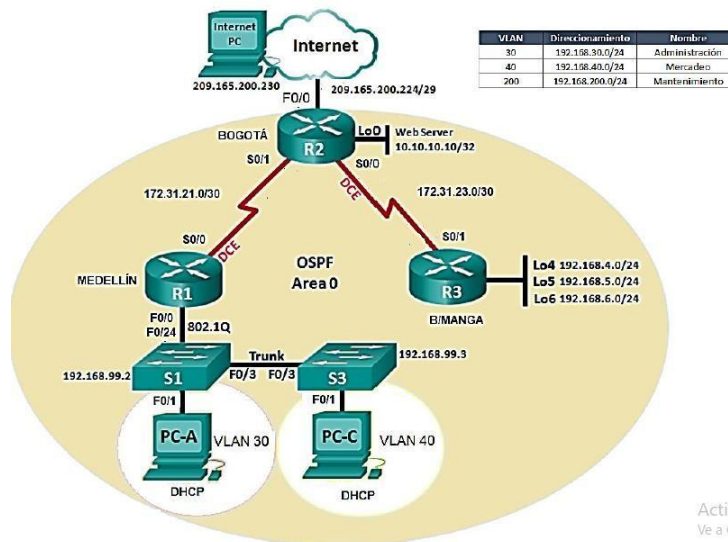 Internet
PC
Internet
209.165.200.230
209.165.200.224/29
VLAN Direccionamiento Nombre
30 192.168.30.0/24 Administración
40 192.168.40.0/24 Mercadeo
200 192.168.200.0/24 Mantenimiento
F0/0
BOGOTÁ
Lo0
Web Server
10.10.10.10/32
R2
S0/1
S0/0
172.31.21.0/30
DCE
172.31.23.0/30
S0/0
DCE
S0/1
OSPF
Area 0
MEDELLÍN
R1
R3
B/MANGA
Lo4 192.168.4.0/24
Lo5 192.168.5.0/24
Lo6 192.168.6.0/24
F0/0
F0/24
802.1Q
192.168.99.2
S1
Trunk
F0/3 F0/3
S3
192.168.99.3
F0/1
F0/1
PC-A
VLAN 30
DHCP
PC-C
VLAN 40
DHCP
Acti
Ve a